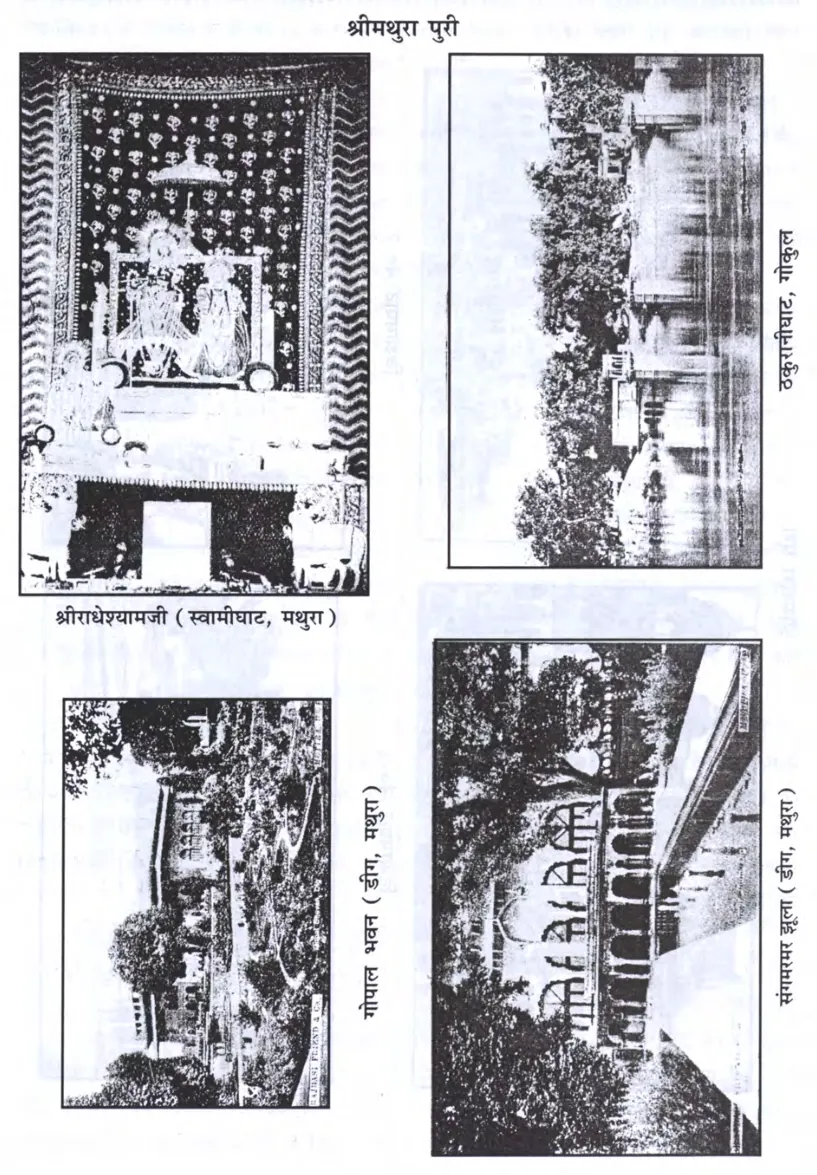 श्रीमथुरा पुरी
श्रीराधेश्यामजी ( स्वामीघाट, मथुरा )
ठकुरानीघाट, गोकुल
गोपाल भवन ( डीग, मथुरा )
संगमरमर झूला ( डीग, मथुरा )